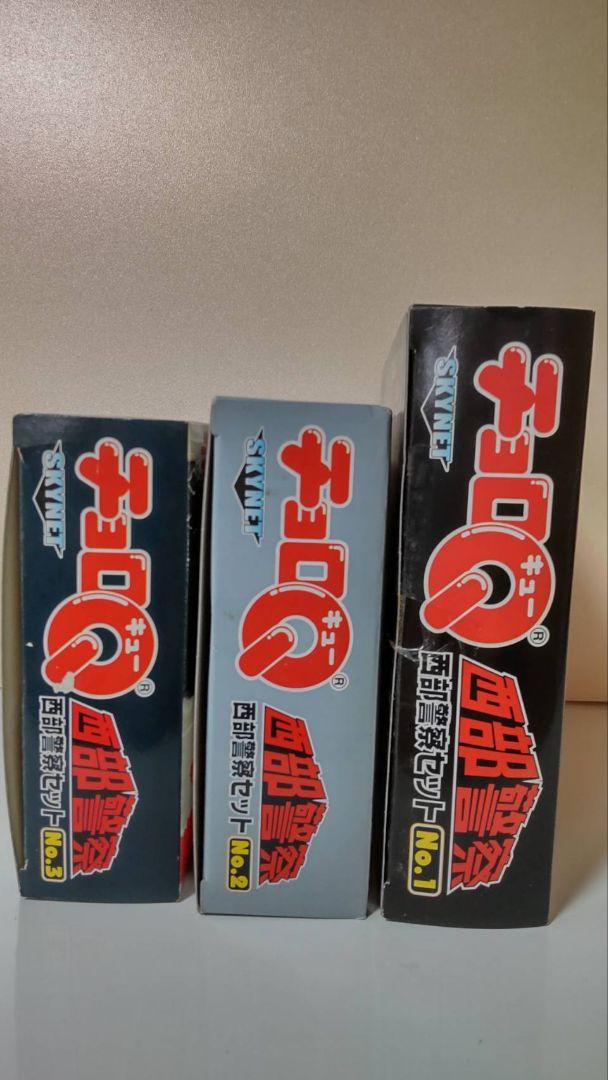 チョロQ
キュー
®
SKYNET
西部警察
西部警察セット No.3
チョロQ
キュー
®
SKYNET
西部警察
西部警察セット No.2
チョロQ
キュー
®
SKYNET
西部警察
西部警察セット No.1